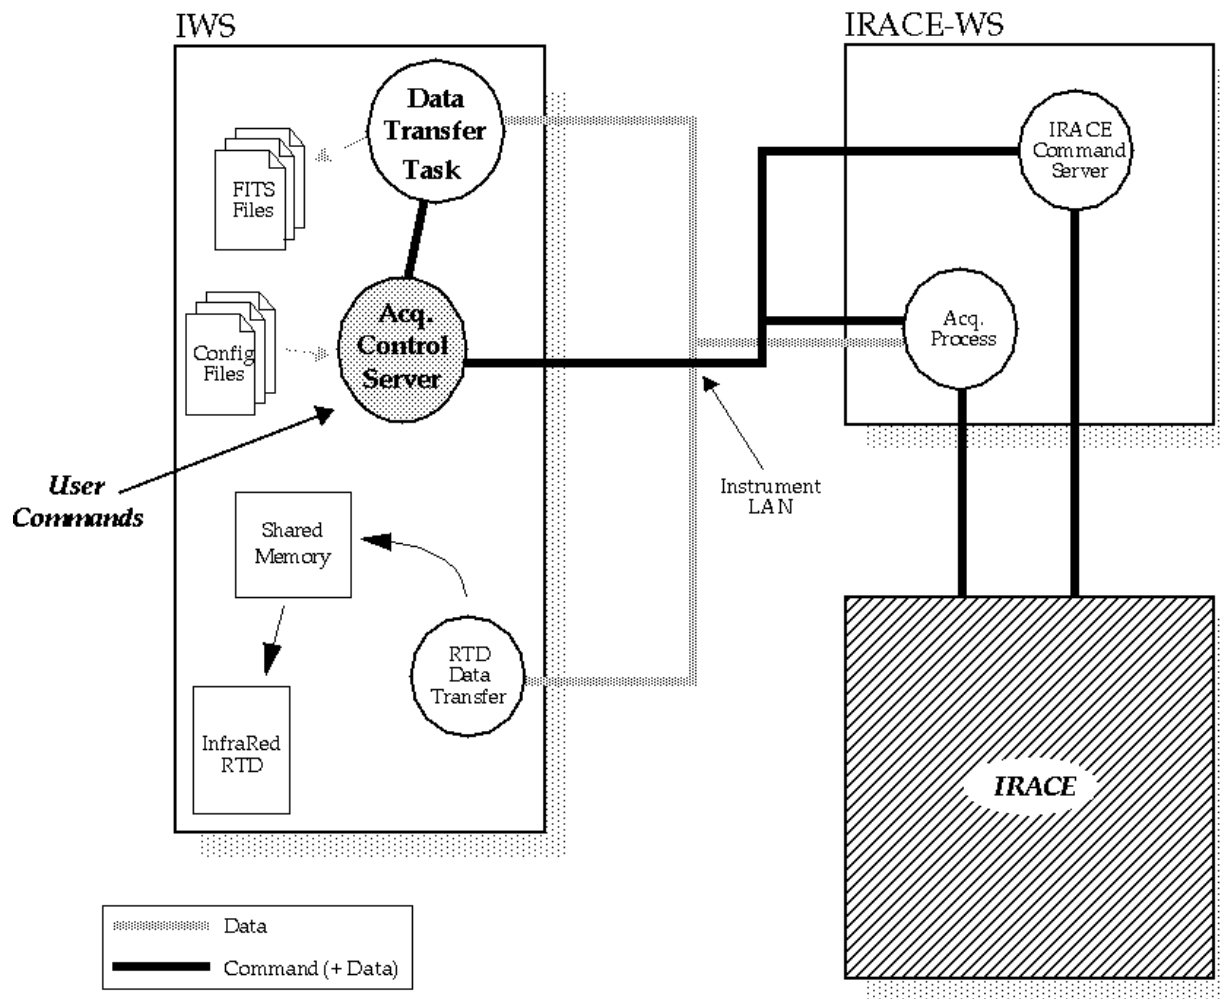 IWS
IRACE-WS
Data
Transfer
Task
FITS
Files
IRACE
Command
Server
Config
Files
Acq.
Control
Server
Acq.
Process
User
Commands
Instrument
LAN
Shared
Memory
RTD
Data
Transfer
InfraRed
RTD
IRACE
Data
Command (+ Data)